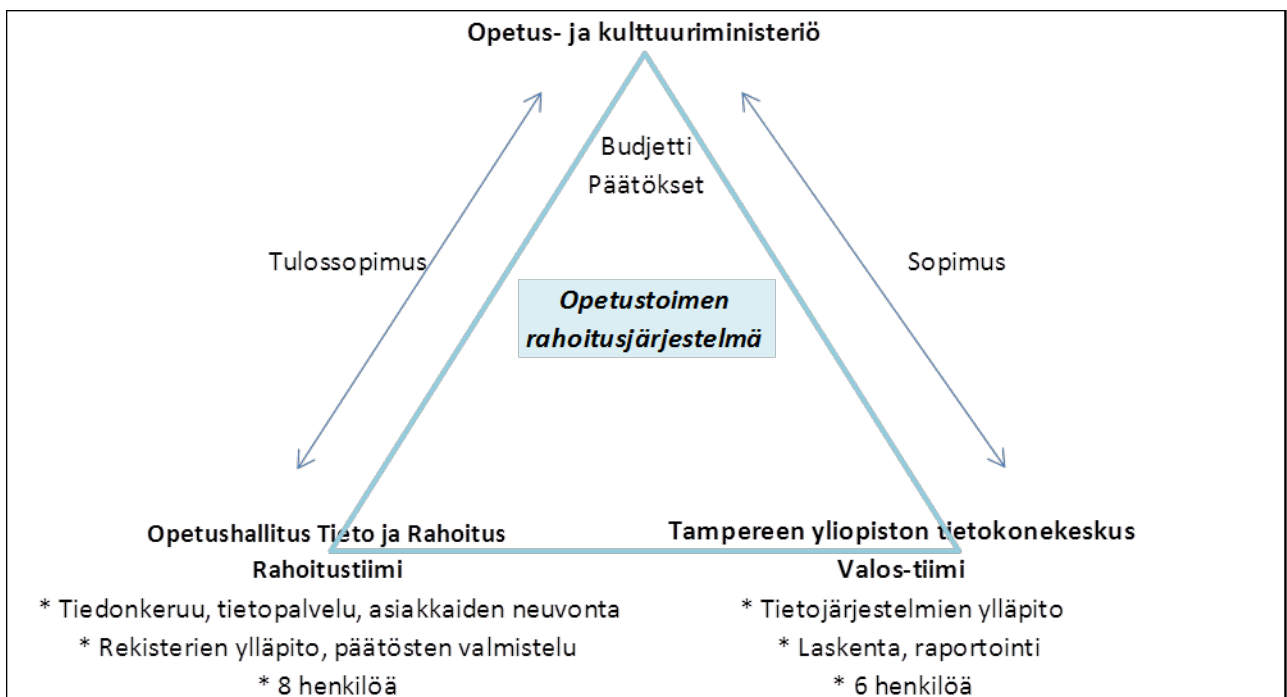 Opetus- ja kulttuuriministeriö
Budjetti
Päätökset
Tulossopimus
Sopimus
Opetustoimen
rahoitusjärjestelmä
Opetushallitus Tieto ja Rahoitus
Rahoitustiimi
* Tiedonkeruu, tietopalvelu, asiakkaiden neuvonta
* Rekisterien ylläpito, päätösten valmistelu
* 8 henkilöä
Tampereen yliopiston tietokonekeskus
Valos-tiimi
* Tietojärjestelmien ylläpito
* Laskenta, raportointi
* 6 henkilöä